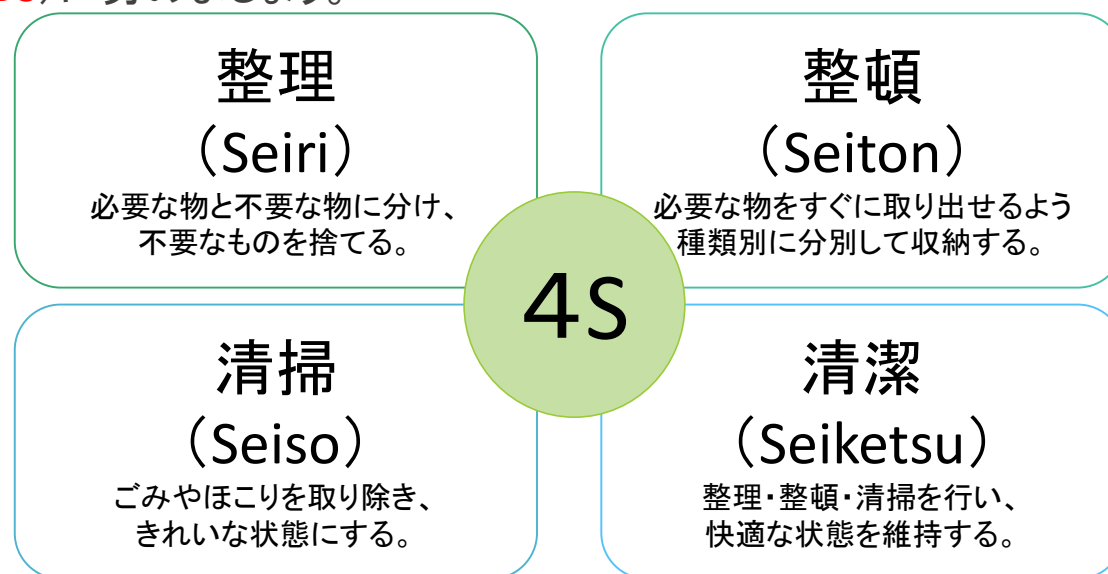 整理
（Seiri）
必要な物と不要な物に分け、
不要なものを捨てる。
整頓
（Seiton）
必要な物をすぐに取り出せるよう
種類別に分別して収納する。
4S
清掃
（Seiso）
ごみやほこりを取り除き、
きれいな状態にする。
清潔
（Seiketsu）
整理・整頓・清掃を行い、
快適な状態を維持する。